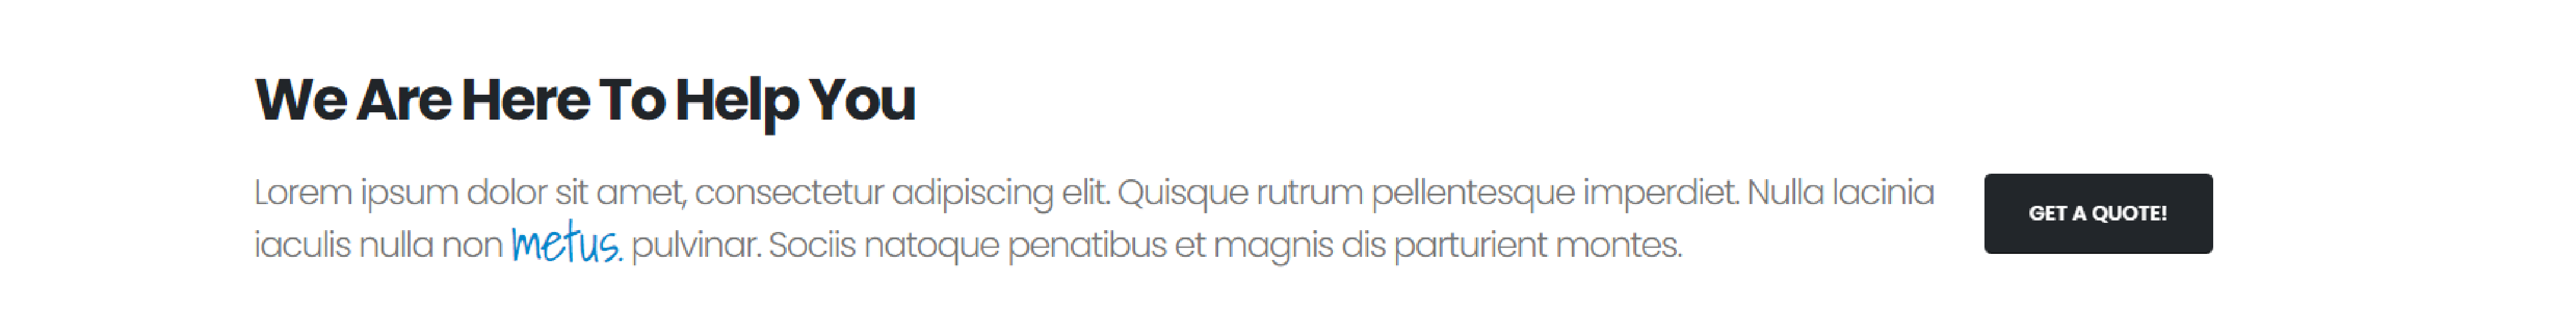 We Are Here To Help You
Lorem ipsum dolor sit amet, consectetur adipiscing elit. Quisque rutrum pellentesque imperdiet. Nulla lacinia
iaculis nulla non metus. pulvinar. Sociis natoque penatibus et magnis dis parturient montes.
GET A QUOTE!